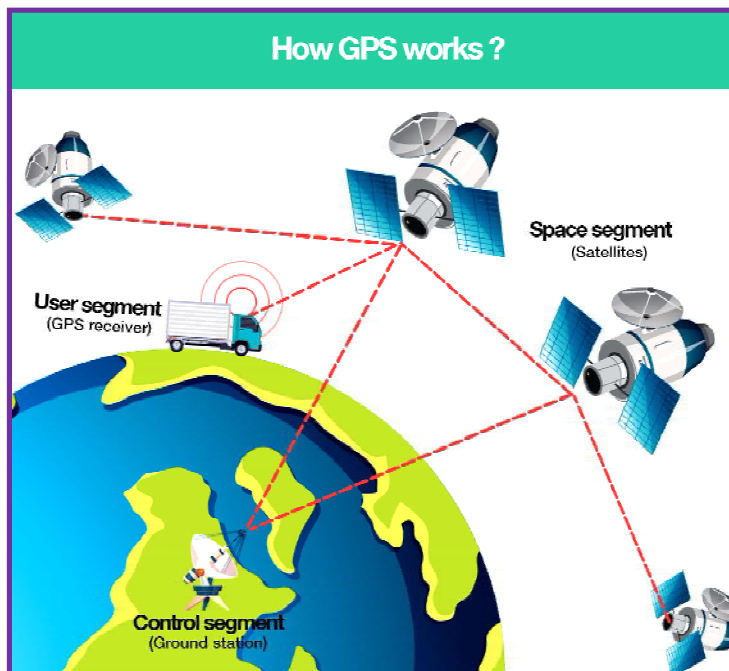 How GPS works ?
Space segment
(Satellites)
User segment
(GPS receiver)
Control segment
(Ground station)